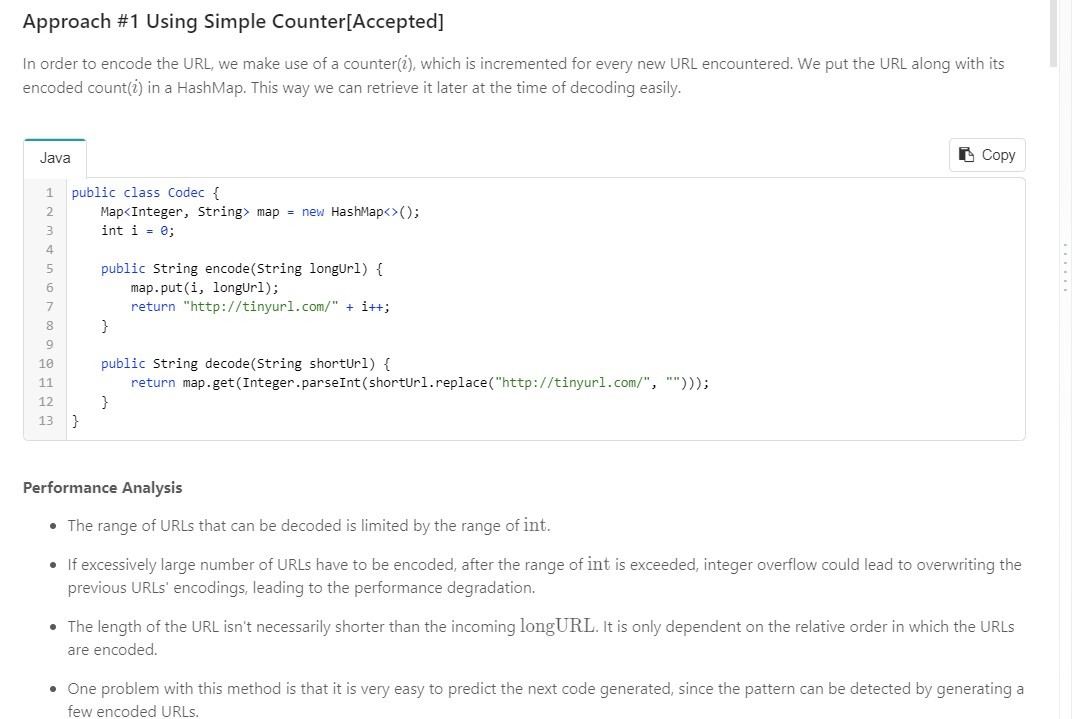 Approach #1 Using Simple Counter[Accepted]
In order to encode the URL, we make use of a counter(i), which is incremented for every new URL encountered. We put the URL along with its
encoded count(i) in a HashMap. This way we can retrieve it later at the time of decoding easily.
Java
Copy
1 public class Codec {
2     Map<Integer, String> map = new HashMap<>();
3     int i = 0;
4
5     public String encode(String longUrl) {
6         map.put(i, longUrl);
7         return "http://tinyurl.com/" + i++;
8     }
9
10     public String decode(String shortUrl) {
11         return map.get(Integer.parseInt(shortUrl.replace("http://tinyurl.com/", "")));
12     }
13 }
Performance Analysis
• The range of URLs that can be decoded is limited by the range of int.
• If excessively large number of URLs have to be encoded, after the range of int is exceeded, integer overflow could lead to overwriting the
previous URLs' encodings, leading to the performance degradation.
• The length of the URL isn't necessarily shorter than the incoming longURL. It is only dependent on the relative order in which the URLs
are encoded.
• One problem with this method is that it is very easy to predict the next code generated, since the pattern can be detected by generating a
few encoded URLs.